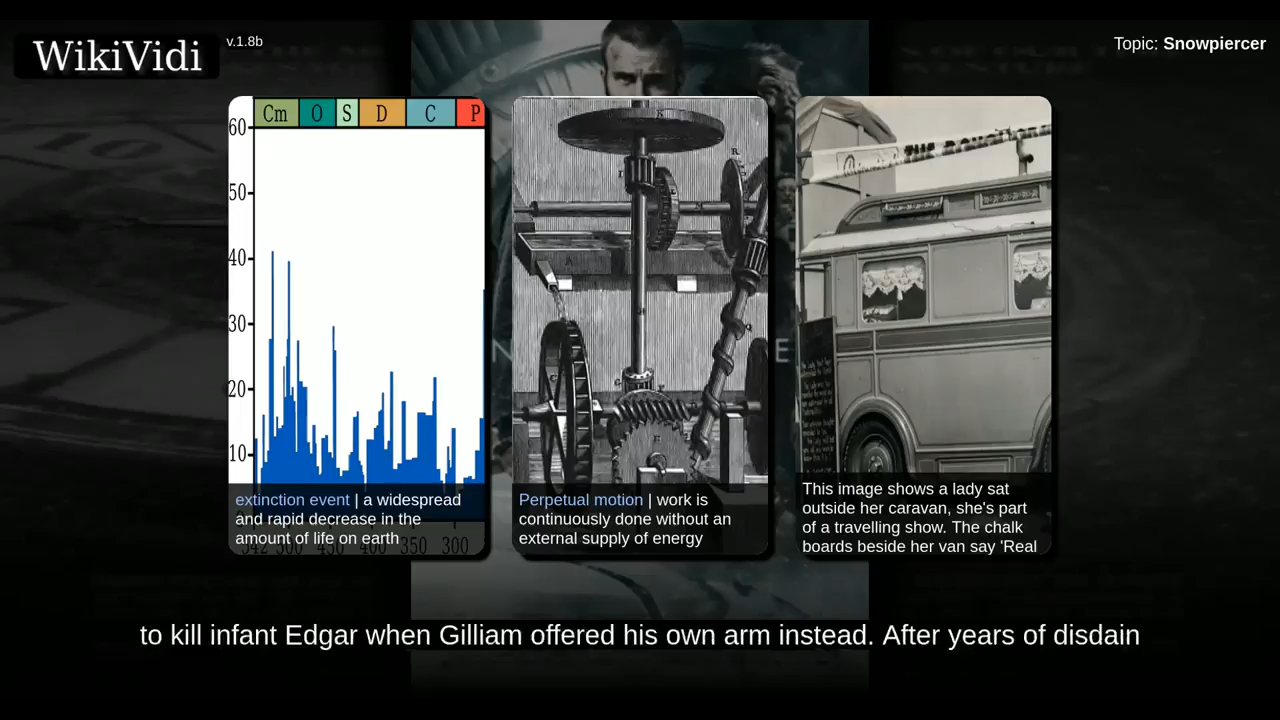 WikiVidi
v.1.8b
Topic: Snowpiercer
Cm O S D C P
60
50
40
30
20
10
extinction event | a widespread
and rapid decrease in the
amount of life on earth
400 350 300
Perpetual motion | work is
continuously done without an
external supply of energy
This image shows a lady sat
outside her caravan, she's part
of a travelling show. The chalk
boards beside her van say 'Real
to kill infant Edgar when Gilliam offered his own arm instead. After years of disdain